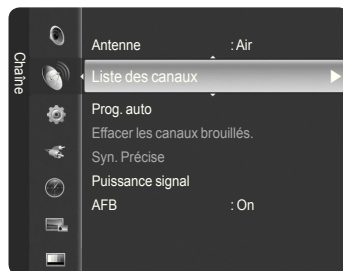 Chaîne
Antenne : Air
Liste des canaux
Prog. auto
Effacer les canaux brouillés.
Syn. Précise
Puissance signal
AFB : On